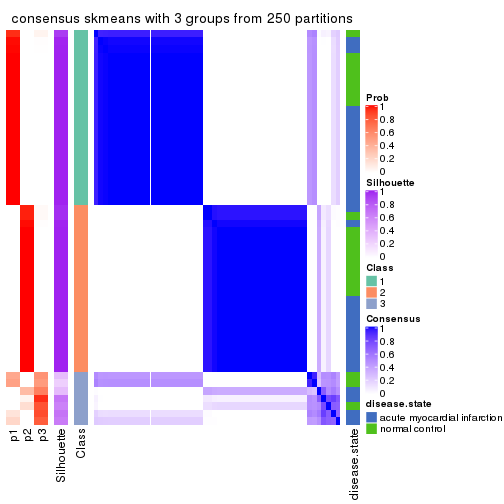 consensus skmeans with 3 groups from 250 partitions
Prob
1
0.8
0.6
0.4
0.2
0
Silhouette
1
0.8
0.6
0.4
0.2
0
Class
1
2
3
Consensus
1
0.8
0.6
0.4
0.2
0
disease.state
acute myocardial infarction
normal control
p1
p2
p3
Silhouette
Class
disease.state